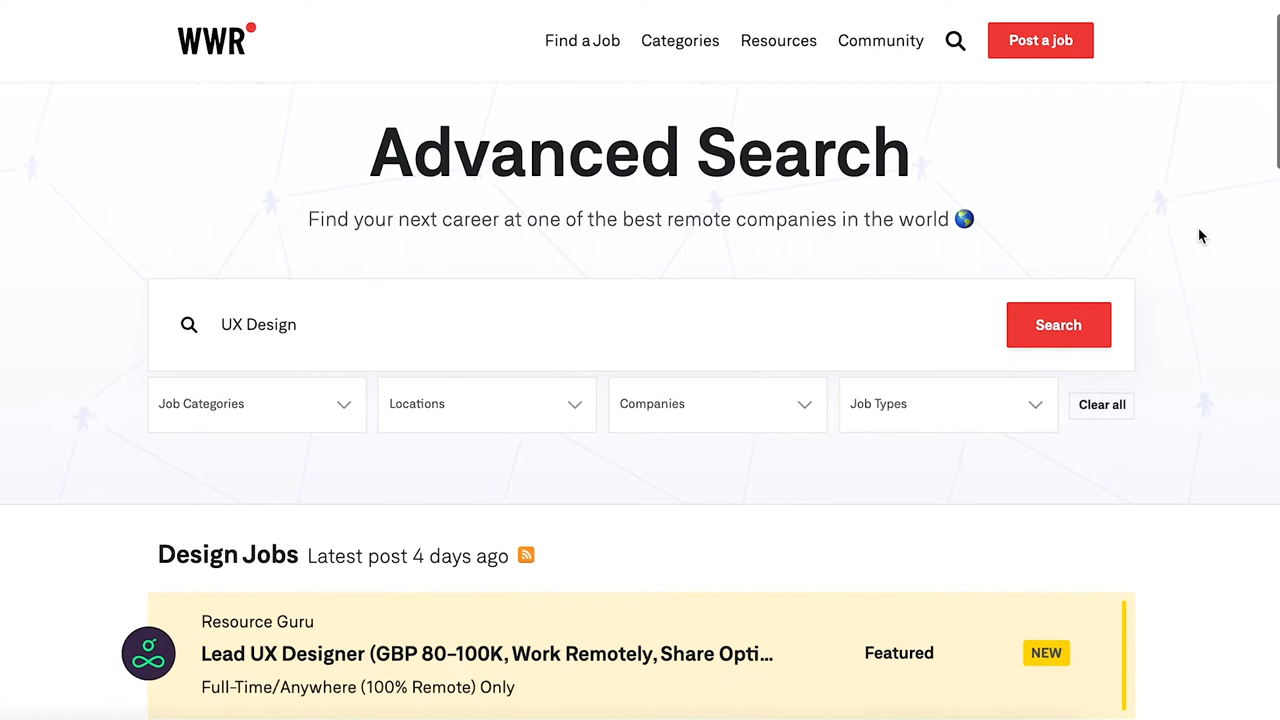 WWR
Find a Job Categories Resources Community Post a job
Advanced Search
Find your next career at one of the best remote companies in the world
UX Design Search
Job Categories Locations Companies Job Types Clear all
Design Jobs Latest post 4 days ago
Resource Guru
Lead UX Designer (GBP 80–100K, Work Remotely, Share Opti... Featured NEW
Full-Time/Anywhere (100% Remote) Only